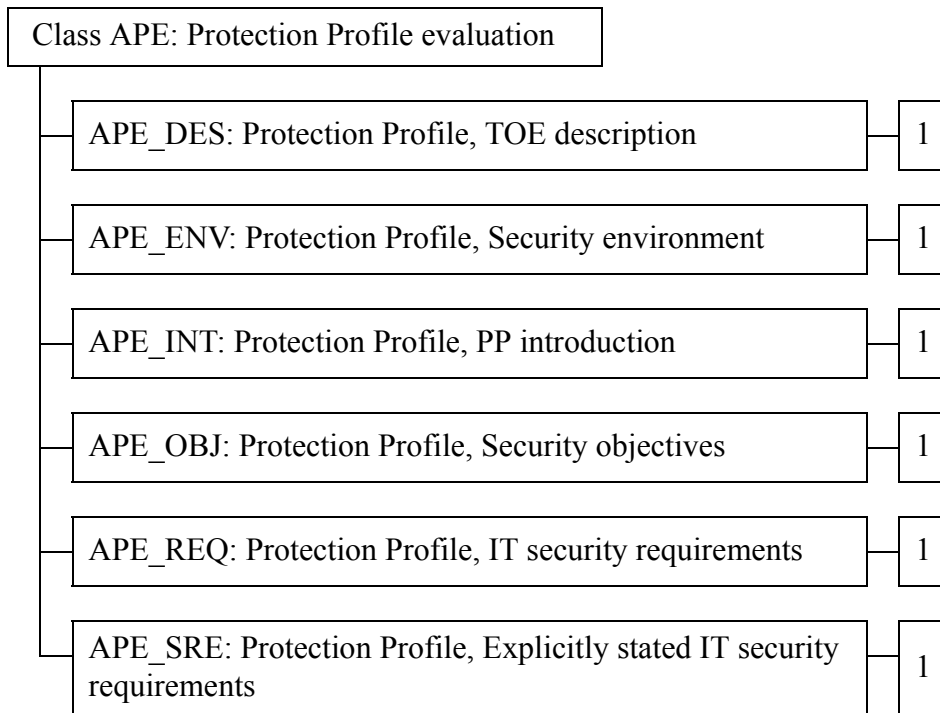 Class APE: Protection Profile evaluation
APE_DES: Protection Profile, TOE description 1
APE_ENV: Protection Profile, Security environment 1
APE_INT: Protection Profile, PP introduction 1
APE_OBJ: Protection Profile, Security objectives 1
APE_REQ: Protection Profile, IT security requirements 1
APE_SRE: Protection Profile, Explicitly stated IT security
requirements 1